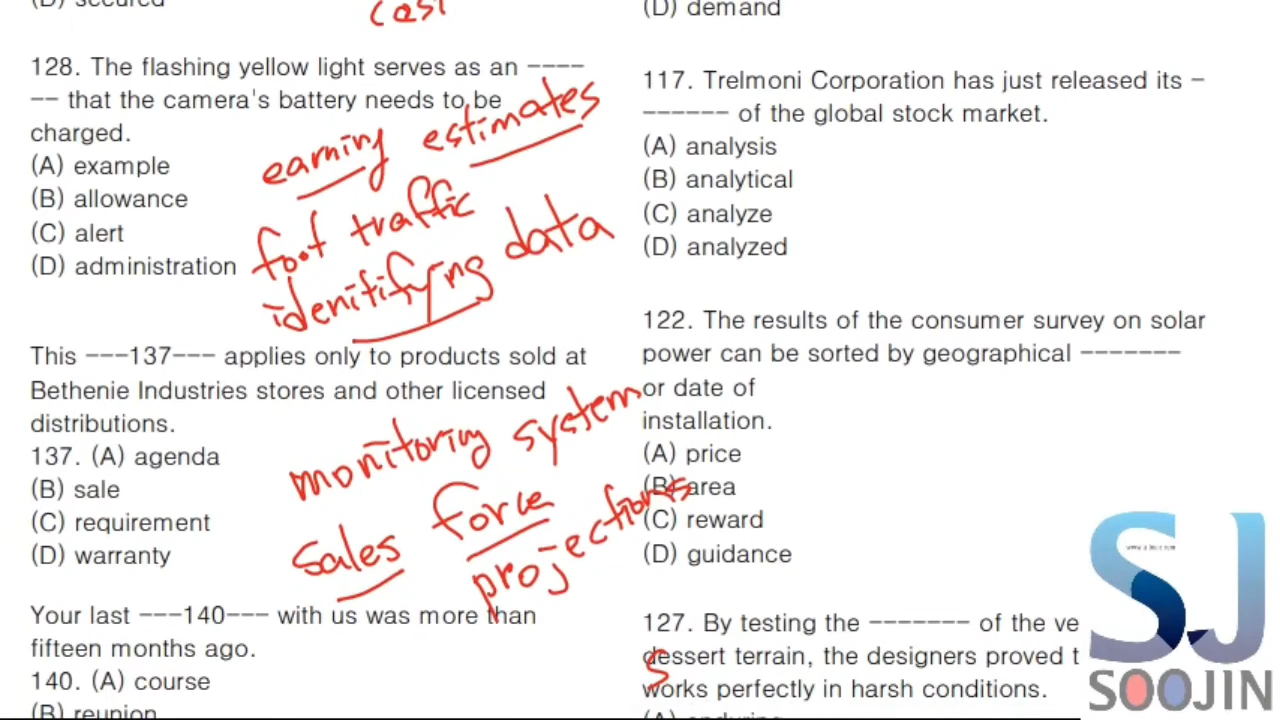 (D) secured
cost
128. The flashing yellow light serves as an ----
-- that the camera's battery needs to be
charged.
(A) example
(B) allowance
(C) alert
(D) administration
earning estimates
foot traffic
idenitifying data
This ---137--- applies only to products sold at
Bethenie Industries stores and other licensed
distributions.
137. (A) agenda
(B) sale
(C) requirement
(D) warranty
monitoring system
sales force
projections
Your last ---140--- with us was more than
fifteen months ago.
140. (A) course
(B) reunion
(D) demand
117. Trelmoni Corporation has just released its -
------ of the global stock market.
(A) analysis
(B) analytical
(C) analyze
(D) analyzed
122. The results of the consumer survey on solar
power can be sorted by geographical -------
or date of
installation.
(A) price
(B) area
(C) reward
(D) guidance
127. By testing the ------- of the ve
dessert terrain, the designers proved t
S
works perfectly in harsh conditions.
(A) enduring
SJ
SOOJIN